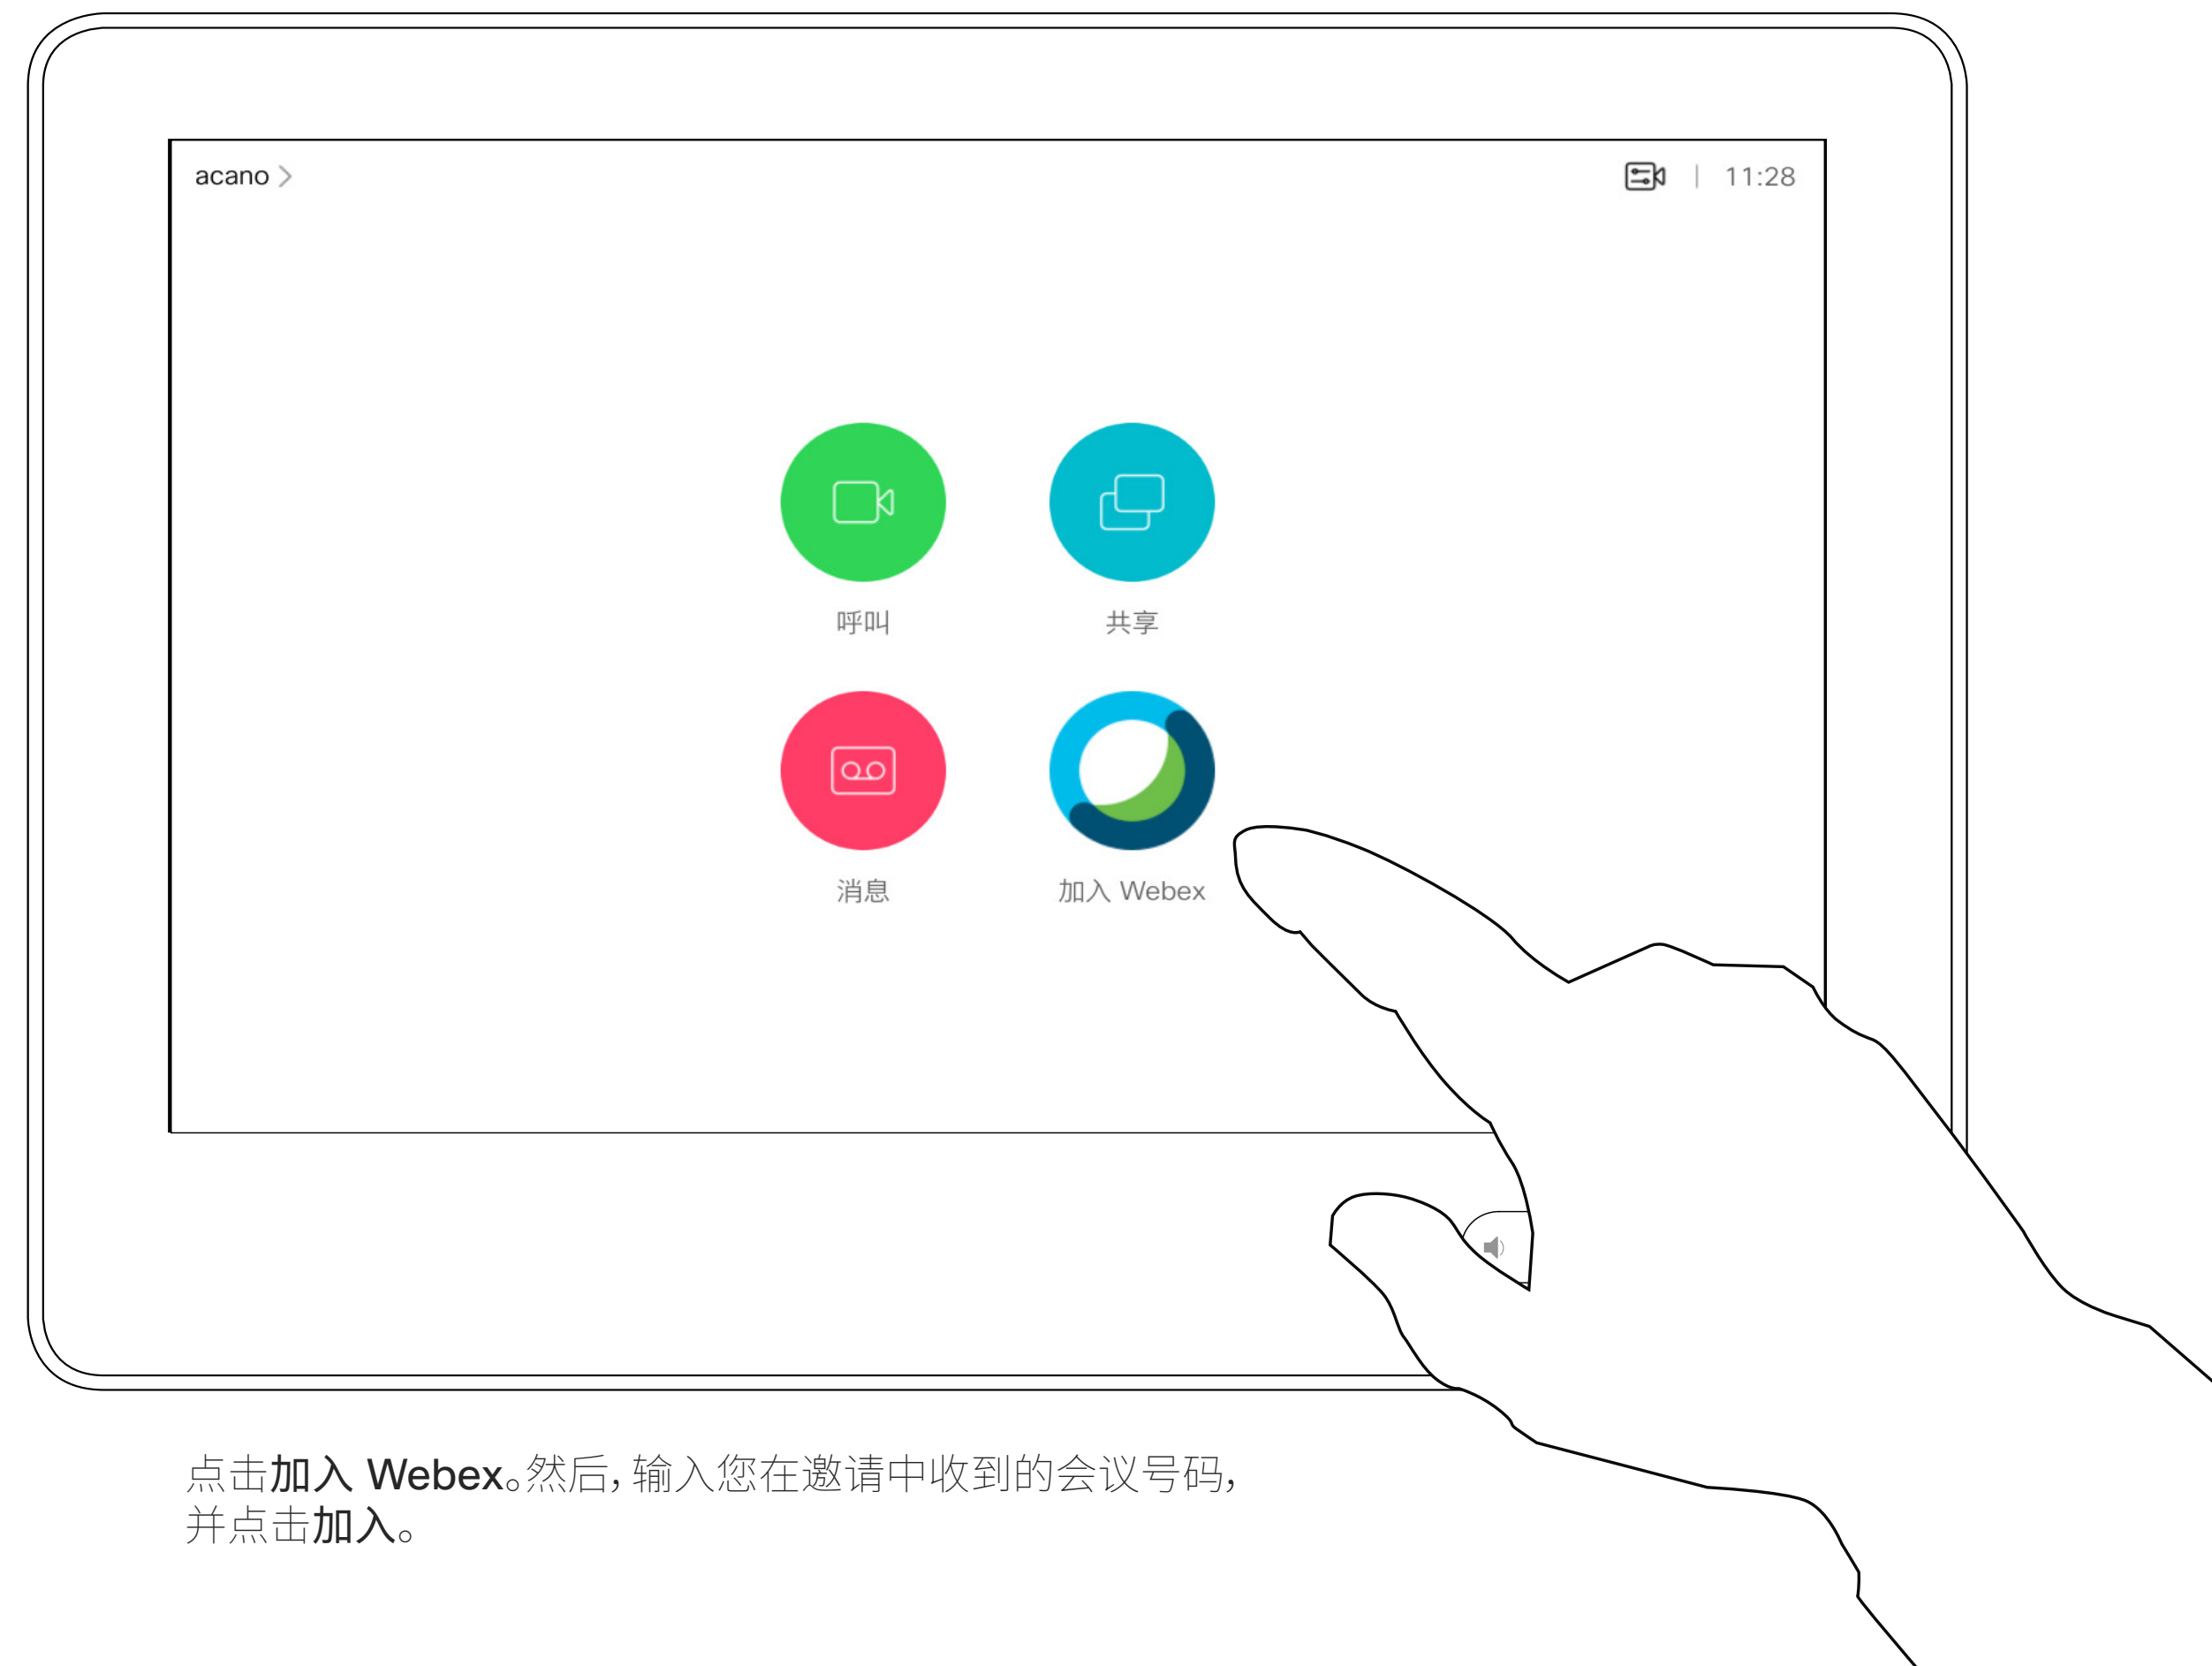 acano
11:28
呼叫
共享
消息
加入 Webex
点击加入 Webex。然后，输入您在邀请中收到的会议号码，
并点击加入。